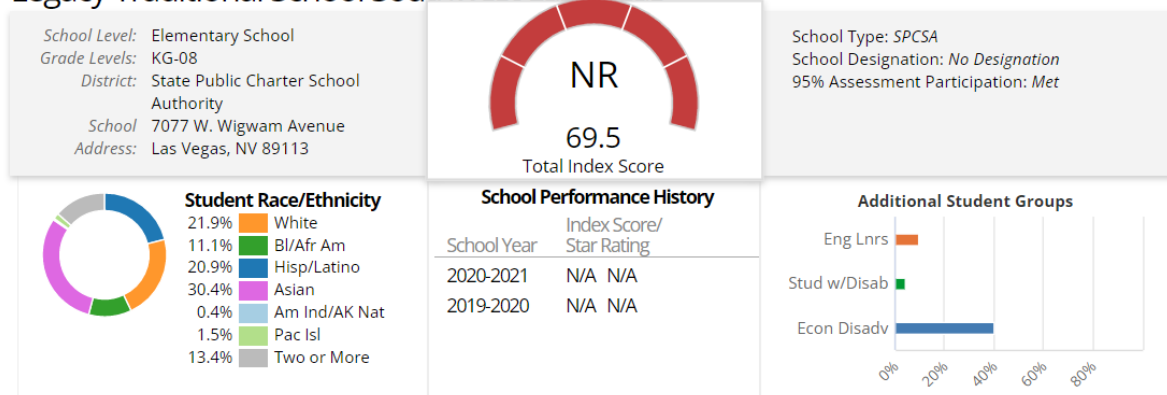 Legacy Traditional School Sou
School Level: Elementary School
Grade Levels: KG-08
District: State Public Charter School
Authority
School 7077 W. Wigwam Avenue
Address: Las Vegas, NV 89113
NR
69.5
Total Index Score
School Type: SPCSA
School Designation: No Designation
95% Assessment Participation: Met
Student Race/Ethnicity
21.9% White
11.1% Bl/Afr Am
20.9% Hisp/Latino
30.4% Asian
0.4% Am Ind/AK Nat
1.5% Pac Isl
13.4% Two or More
School Performance History
Index Score/
School Year Star Rating
2020-2021 N/A N/A
2019-2020 N/A N/A
Additional Student Groups
Eng Lnrs
Stud w/Disab
Econ Disadv
0% 20% 40% 60% 80%